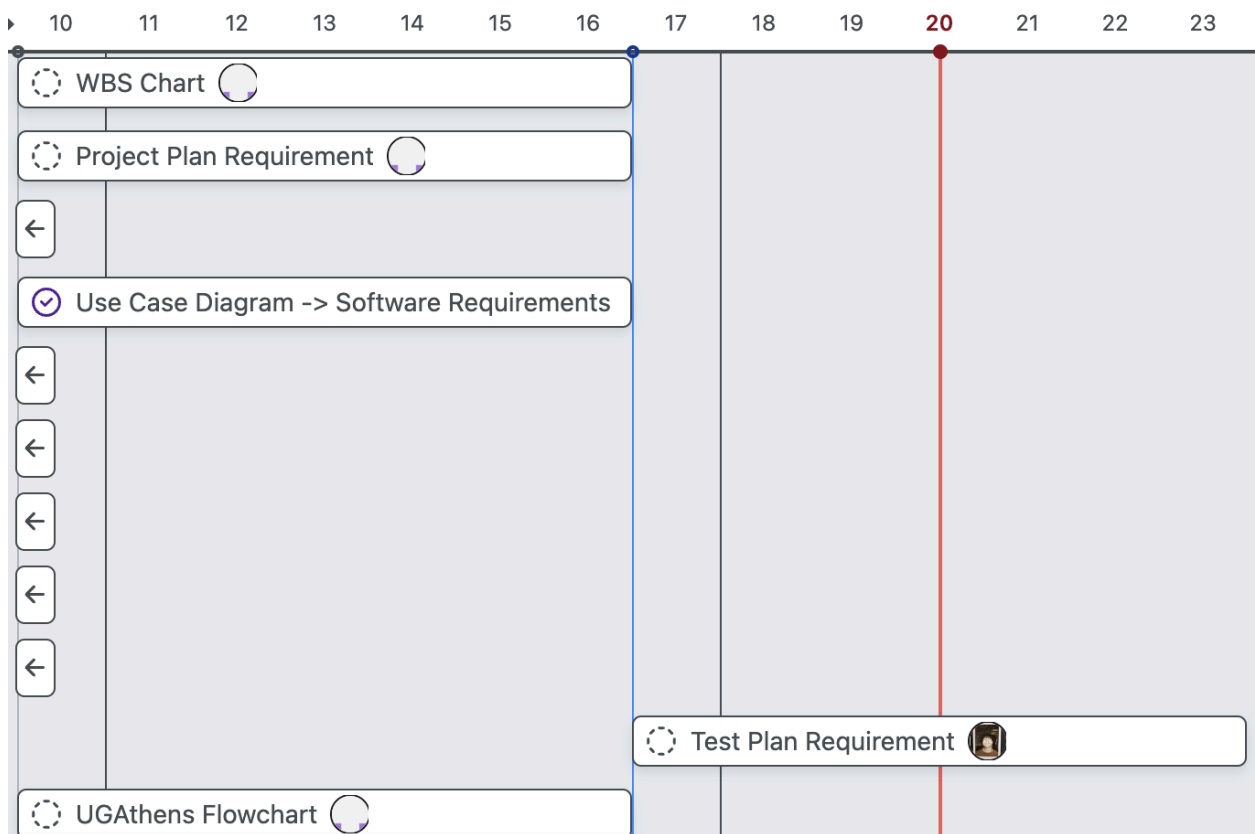 10 11 12 13 14 15 16 17 18 19 20 21 22 23
WBS Chart
Project Plan Requirement
Use Case Diagram -> Software Requirements
Test Plan Requirement
UGAthens Flowchart